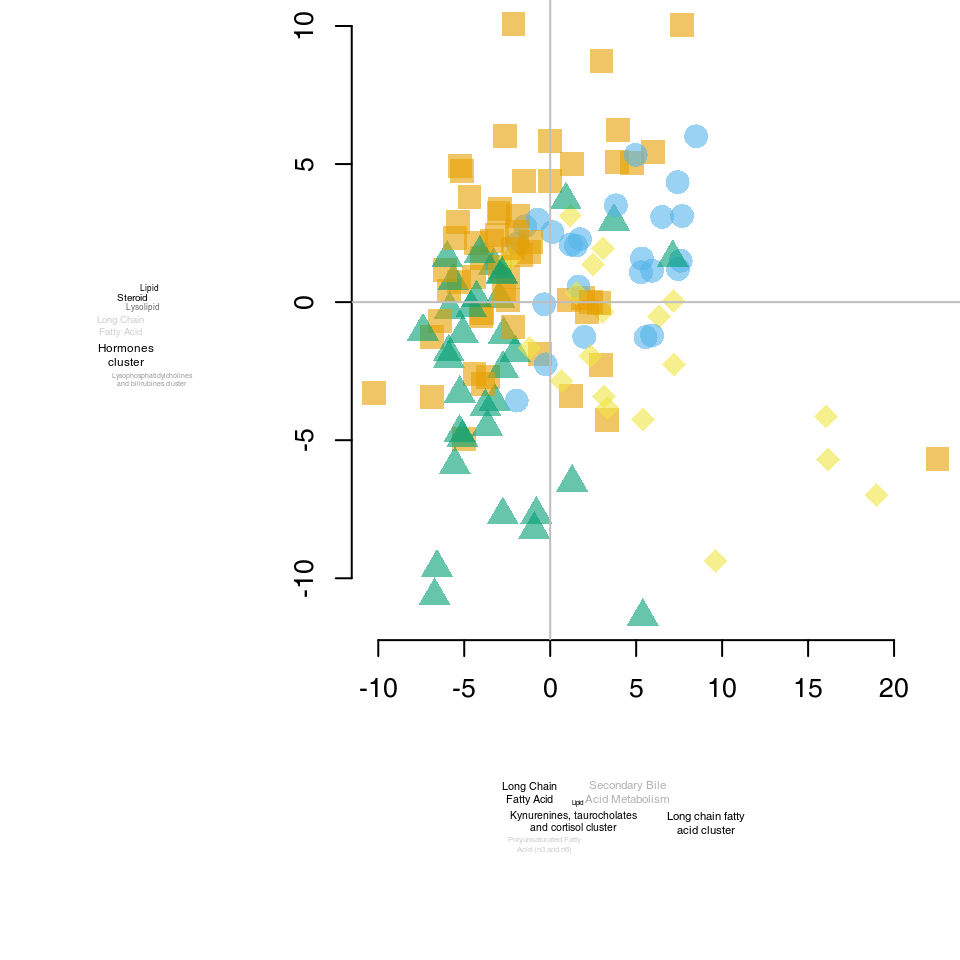 10
5
0
-5
-10
Lipid
Steroid
Lysolipid
Long Chain
Fatty Acid
Hormones
cluster
Lysophosphatidylcholines
and bilirubines cluster
-10 -5 0 5 10 15 20
Long Chain
Fatty Acid
Lipid
Secondary Bile
Acid Metabolism
Kynurenines, taurocholates
and cortisol cluster
Long chain fatty
acid cluster
Polyunsaturated Fatty
Acid (n3 and n6)